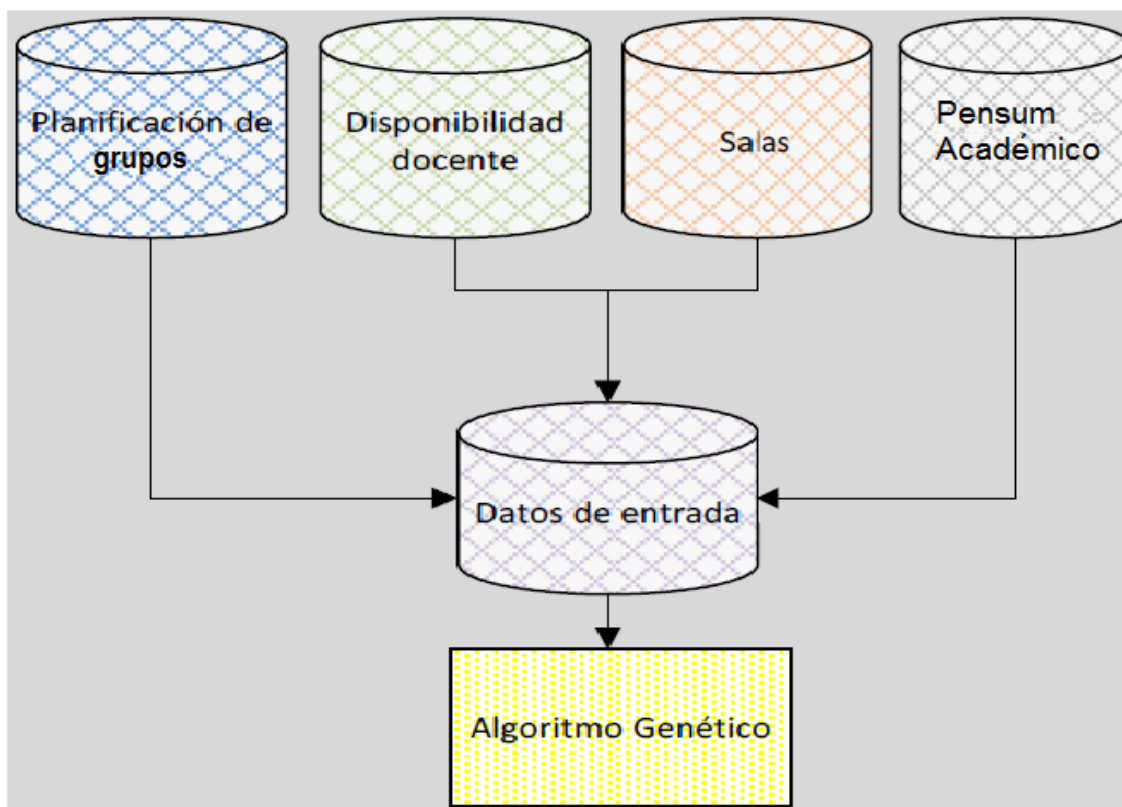 Planificación de
grupos
Disponibilidad
docente
Salas
Pensum
Académico
Datos de entrada
Algoritmo Genético